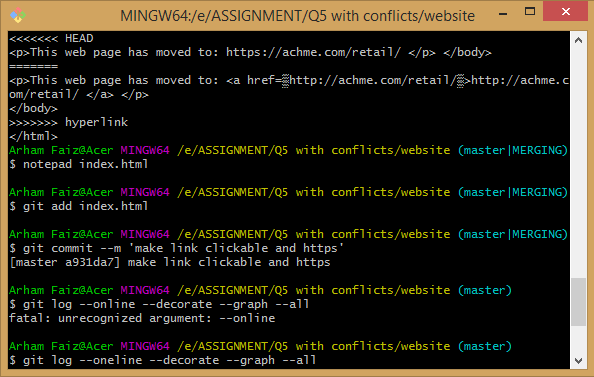 MINGW64:/e/ASSIGNMENT/Q5 with conflicts/website
<<<<<<< HEAD
<p>This web page has moved to: https://achme.com/retail/ </p> </body>
=======
<p>This web page has moved to: <a href=▒http://achme.com/retail/▒>http://achme.c
om/retail/ </a> </p>
</body>
>>>>>>> hyperlink
</html>
Arham Faiz@Acer MINGW64 /e/ASSIGNMENT/Q5 with conflicts/website (master|MERGING)
$ notepad index.html
Arham Faiz@Acer MINGW64 /e/ASSIGNMENT/Q5 with conflicts/website (master|MERGING)
$ git add index.html
Arham Faiz@Acer MINGW64 /e/ASSIGNMENT/Q5 with conflicts/website (master|MERGING)
$ git commit --m 'make link clickable and https'
[master a931da7] make link clickable and https
Arham Faiz@Acer MINGW64 /e/ASSIGNMENT/Q5 with conflicts/website (master)
$ git log --online --decorate --graph --all
fatal: unrecognized argument: --online
Arham Faiz@Acer MINGW64 /e/ASSIGNMENT/Q5 with conflicts/website (master)
$ git log --oneline --decorate --graph --all